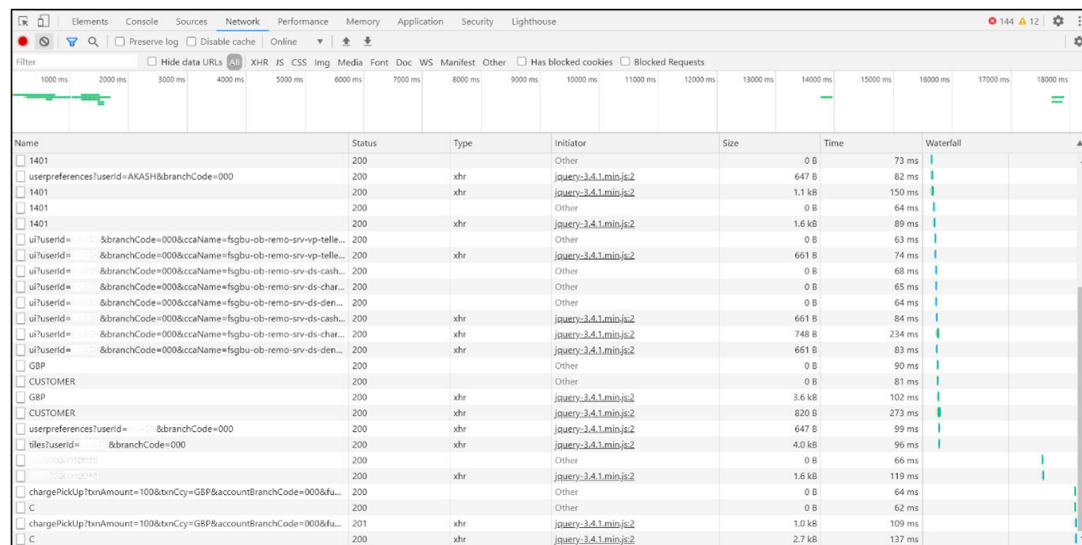 Elements Console Sources Network Performance Memory Application Security Lighthouse 144 12
Preserve log Disable cache Online
Filter Hide data URLs All XHR JS CSS Img Media Font Doc WS Manifest Other Has blocked cookies Blocked Requests
1000 ms 2000 ms 3000 ms 4000 ms 5000 ms 6000 ms 7000 ms 8000 ms 9000 ms 10000 ms 11000 ms 12000 ms 13000 ms 14000 ms 15000 ms 16000 ms 17000 ms 18000 ms
Name Status Type Initiator Size Time Waterfall
1401 200 Other 0 B 73 ms
userpreferences?userId=AKASH&branchCode=000 200 xhr jquery-3.4.1.min.js:2 647 B 82 ms
1401 200 xhr jquery-3.4.1.min.js:2 1.1 kB 150 ms
1401 200 Other 0 B 64 ms
1401 200 xhr jquery-3.4.1.min.js:2 1.6 kB 89 ms
ui?userId= &branchCode=000&ccaName=fsgbu-ob-remo-srv-vp-telle... 200 Other 0 B 63 ms
ui?userId= &branchCode=000&ccaName=fsgbu-ob-remo-srv-vp-telle... 200 xhr jquery-3.4.1.min.js:2 661 B 74 ms
ui?userId= &branchCode=000&ccaName=fsgbu-ob-remo-srv-ds-cash... 200 Other 0 B 68 ms
ui?userId= &branchCode=000&ccaName=fsgbu-ob-remo-srv-ds-char... 200 Other 0 B 65 ms
ui?userId= &branchCode=000&ccaName=fsgbu-ob-remo-srv-ds-den... 200 Other 0 B 64 ms
ui?userId= &branchCode=000&ccaName=fsgbu-ob-remo-srv-ds-cash... 200 xhr jquery-3.4.1.min.js:2 661 B 84 ms
ui?userId= &branchCode=000&ccaName=fsgbu-ob-remo-srv-ds-char... 200 xhr jquery-3.4.1.min.js:2 748 B 234 ms
ui?userId= &branchCode=000&ccaName=fsgbu-ob-remo-srv-ds-den... 200 xhr jquery-3.4.1.min.js:2 661 B 83 ms
GBP 200 Other 0 B 90 ms
CUSTOMER 200 Other 0 B 81 ms
GBP 200 xhr jquery-3.4.1.min.js:2 3.6 kB 102 ms
CUSTOMER 200 xhr jquery-3.4.1.min.js:2 820 B 273 ms
userpreferences?userId= &branchCode=000 200 xhr jquery-3.4.1.min.js:2 647 B 99 ms
tiles?userId= &branchCode=000 200 xhr jquery-3.4.1.min.js:2 4.0 kB 96 ms
200 Other 0 B 66 ms
200 xhr jquery-3.4.1.min.js:2 1.6 kB 119 ms
chargePickUp?txnAmount=100&txnCcy=GBP&accountBranchCode=000&fu... 200 Other 0 B 64 ms
C 200 Other 0 B 62 ms
chargePickUp?txnAmount=100&txnCcy=GBP&accountBranchCode=000&fu... 201 xhr jquery-3.4.1.min.js:2 1.0 kB 109 ms
C 200 xhr jquery-3.4.1.min.js:2 2.7 kB 137 ms